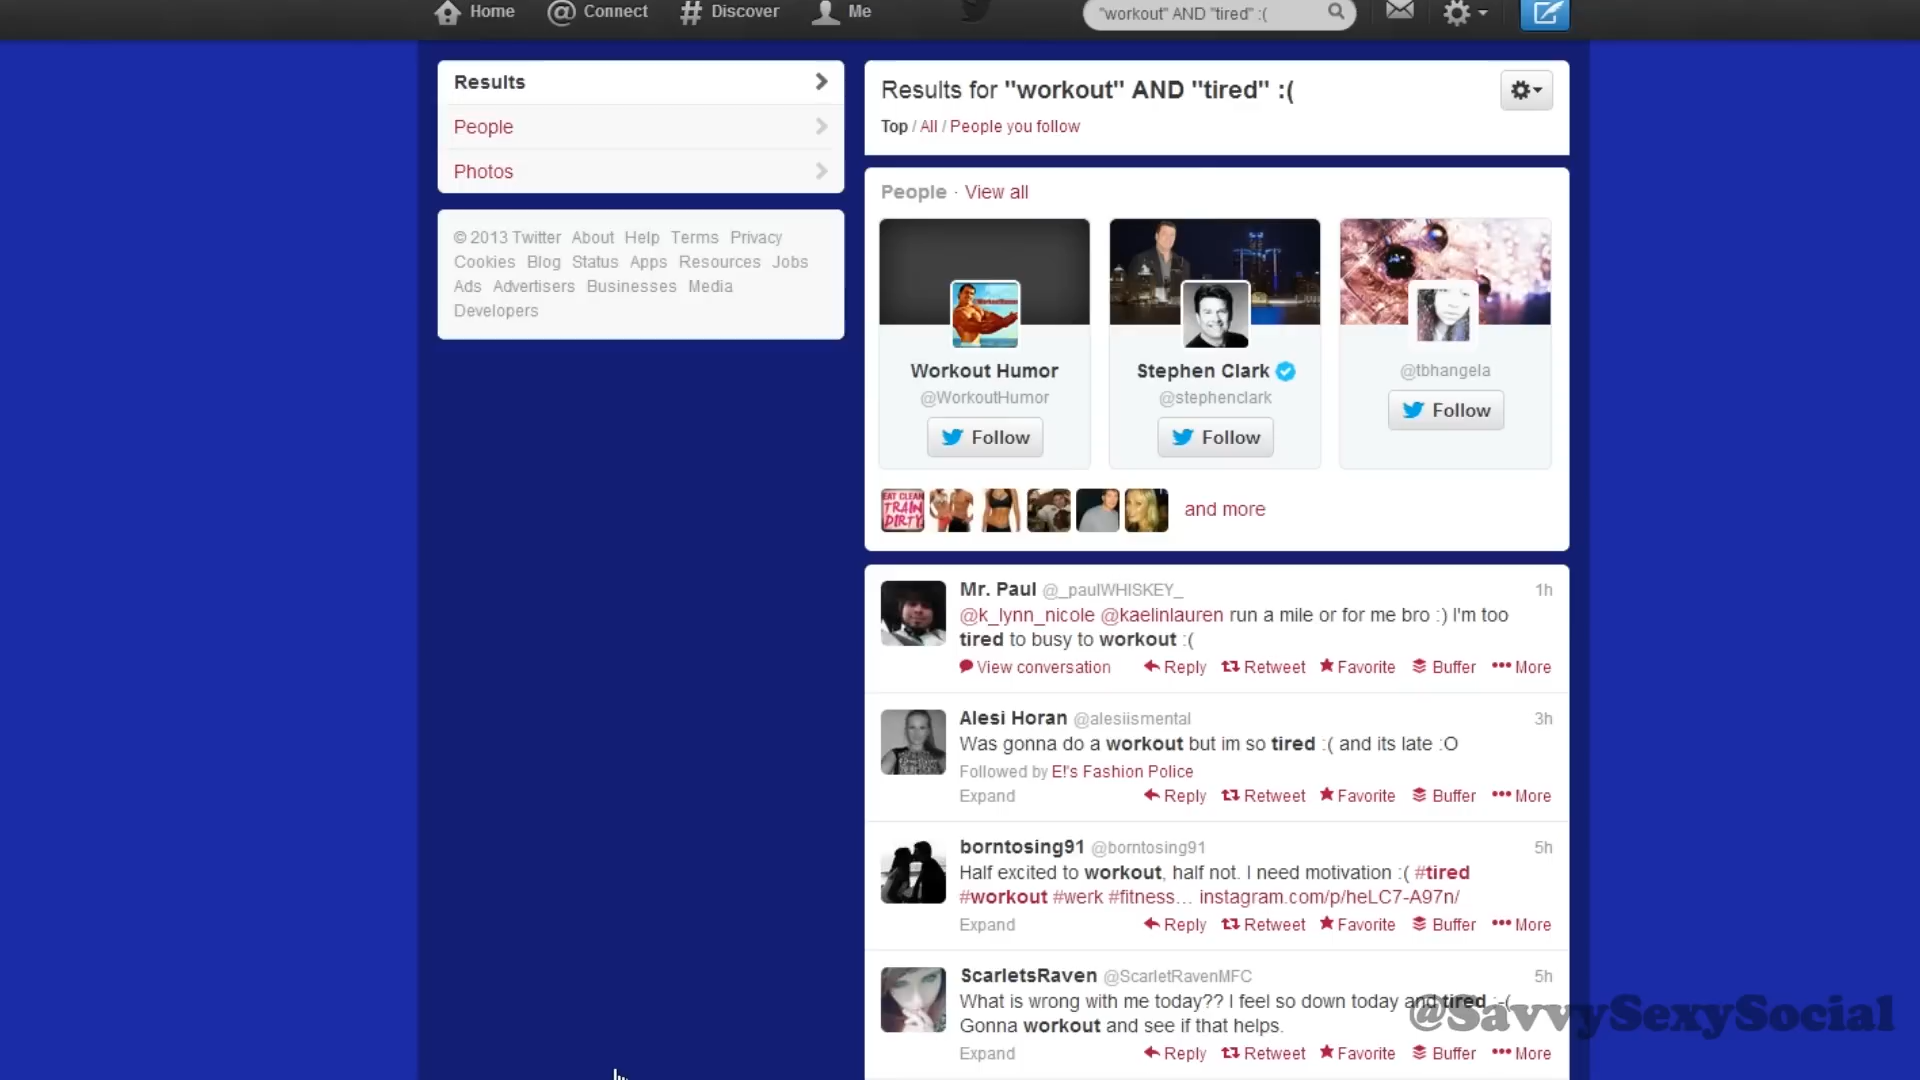 Home Connect Discover Me "workout" AND "tired" :(
Results
People
Photos
© 2013 Twitter About Help Terms Privacy
Cookies Blog Status Apps Resources Jobs
Ads Advertisers Businesses Media
Developers
Results for "workout" AND "tired" :(
Top / All / People you follow
People · View all
Workout Humor
@WorkoutHumor
Follow
Stephen Clark
@stephenclark
Follow
@tbhangela
Follow
EAT CLEAN
TRAIN
DIRTY
and more
Mr. Paul @_paulWHISKEY_ 1h
@k_lynn_nicole @kaelinlauren run a mile or for me bro :) I'm too
tired to busy to workout :(
View conversation Reply Retweet Favorite Buffer More
Alesi Horan @alesiismental 3h
Was gonna do a workout but im so tired :( and its late :O
Followed by E!'s Fashion Police
Expand Reply Retweet Favorite Buffer More
borntosing91 @borntosing91 5h
Half excited to workout, half not. I need motivation :( #tired
#workout #werk #fitness... instagram.com/p/heLC7-A97n/
Expand Reply Retweet Favorite Buffer More
ScarletsRaven @ScarletRavenMFC 5h
What is wrong with me today?? I feel so down today and tired :-(
Gonna workout and see if that helps.
Expand Reply Retweet Favorite Buffer More
@SavvySexySocial